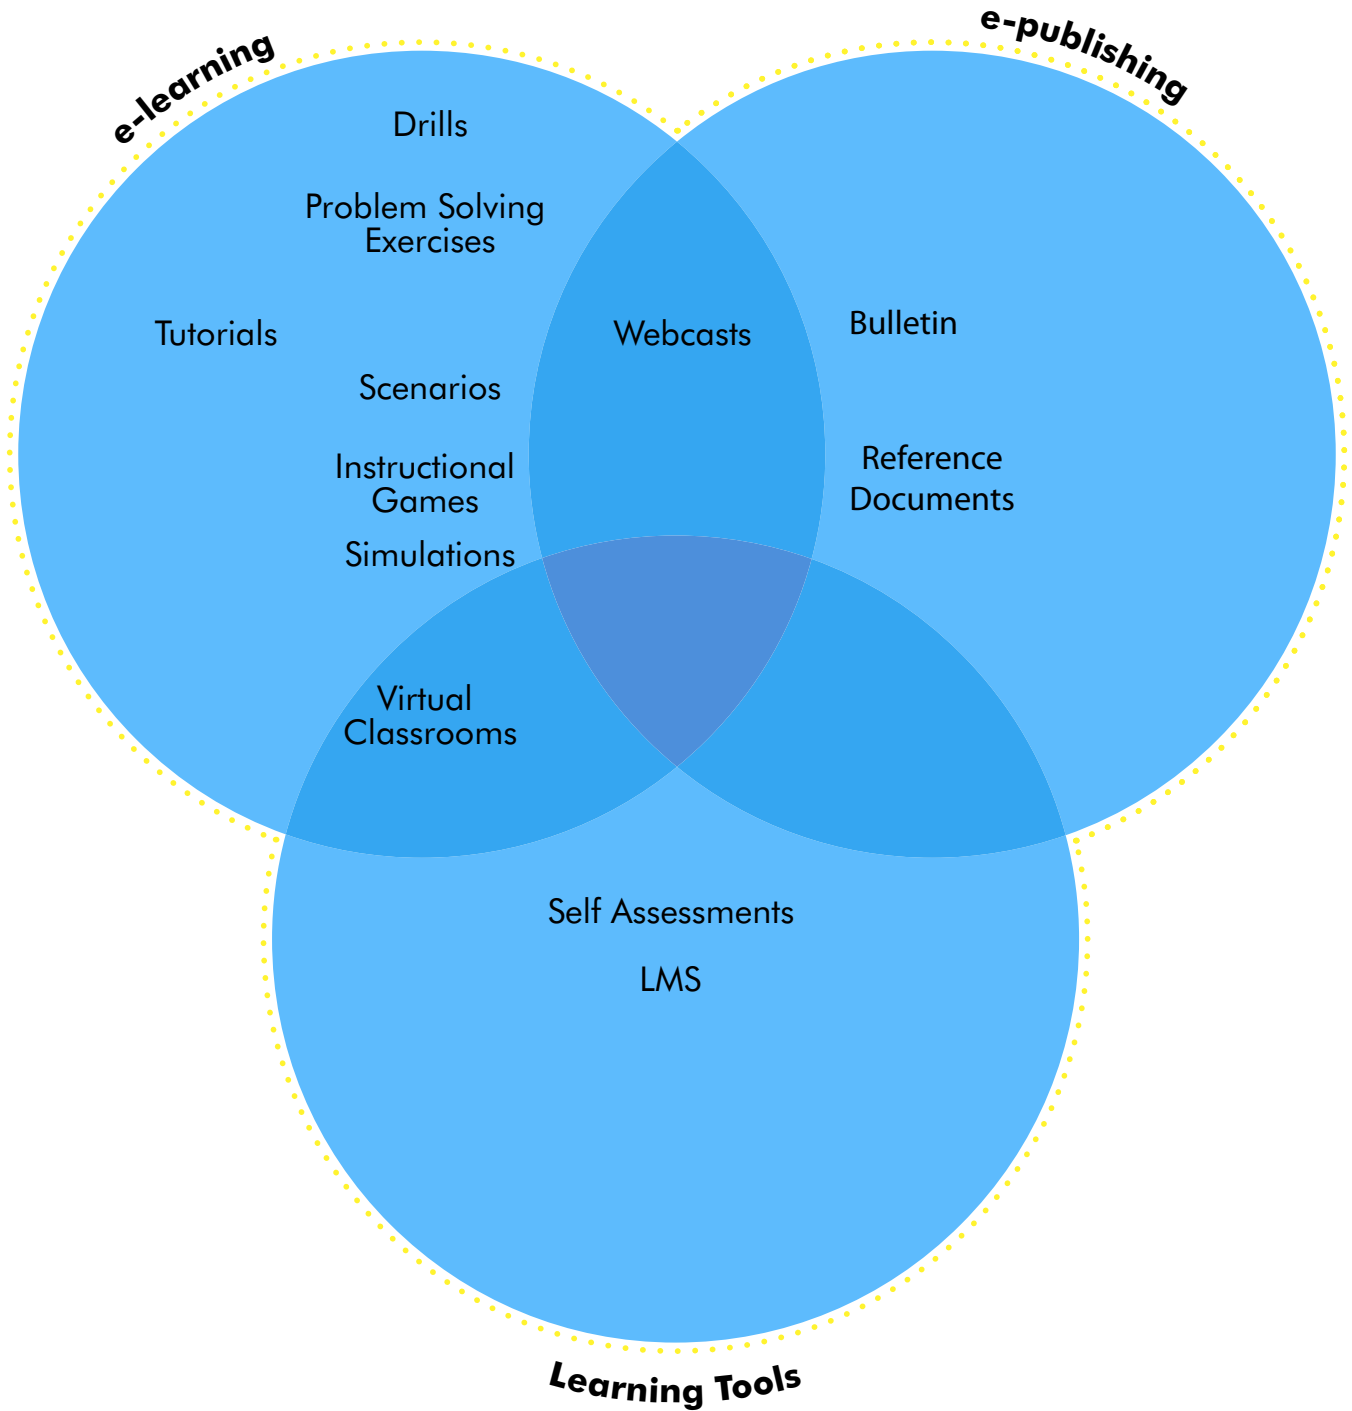 e-learning
e-publishing
Drills
Problem Solving
Exercises
Tutorials
Webcasts
Bulletin
Scenarios
Instructional
Games
Reference
Documents
Simulations
Virtual
Classrooms
Self Assessments
LMS
Learning Tools